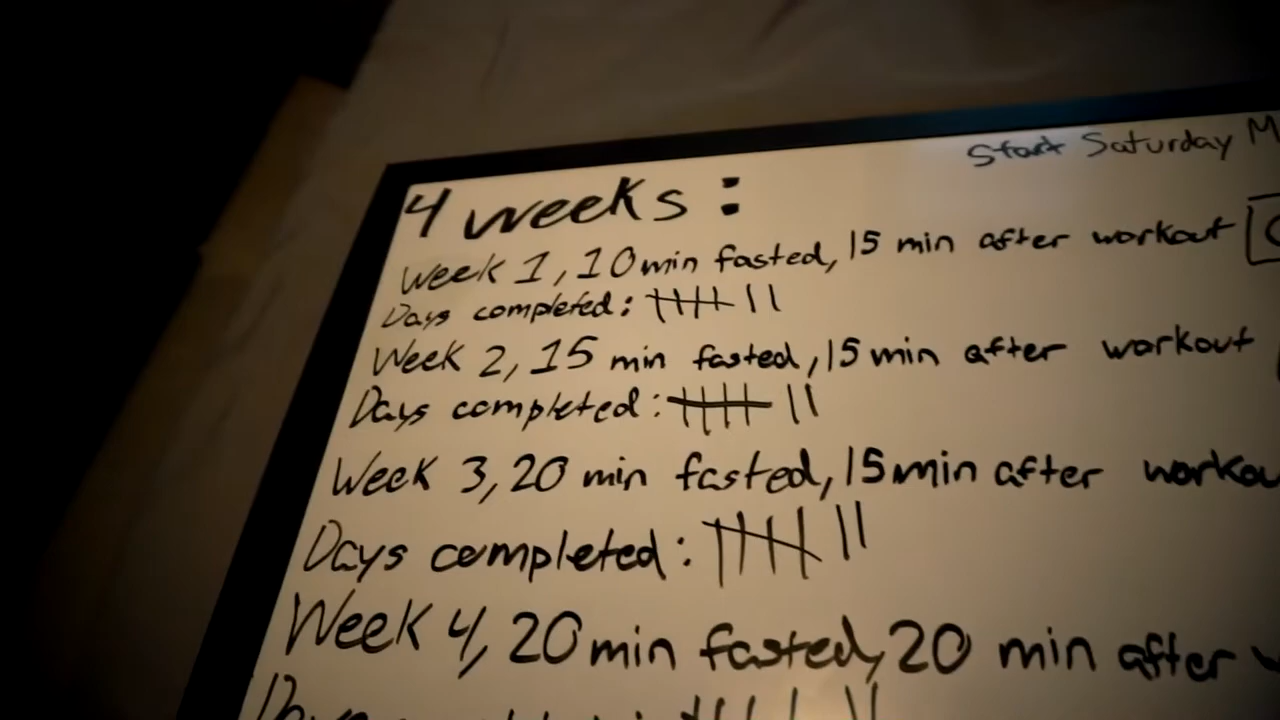 Start Saturday
4 weeks:
Week 1, 10 min fasted, 15 min after workout
Days completed:
Week 2, 15 min fasted, 15 min after workout
Days completed:
Week 3, 20 min fasted, 15 min after
Days completed:
Week 4, 20 min fasted, 20 min after